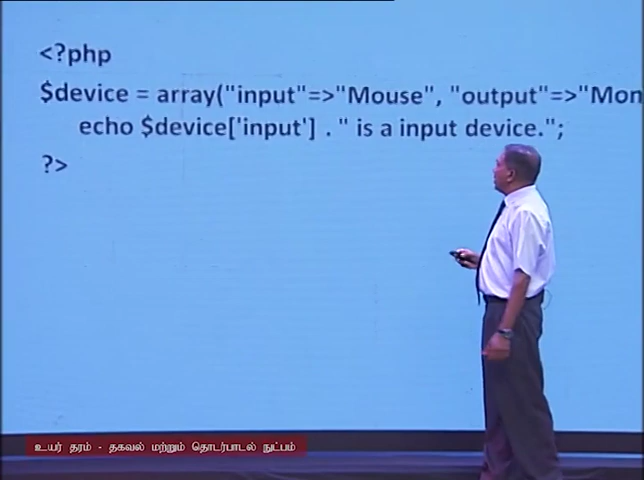 <?php
$device = array("input"=>"Mouse", "output"=>"Mon
echo $device['input'] . " is a input device.";
?>
உயர் தரம் - தகவல் மற்றும் தொடர்பாடல் நுட்பம்